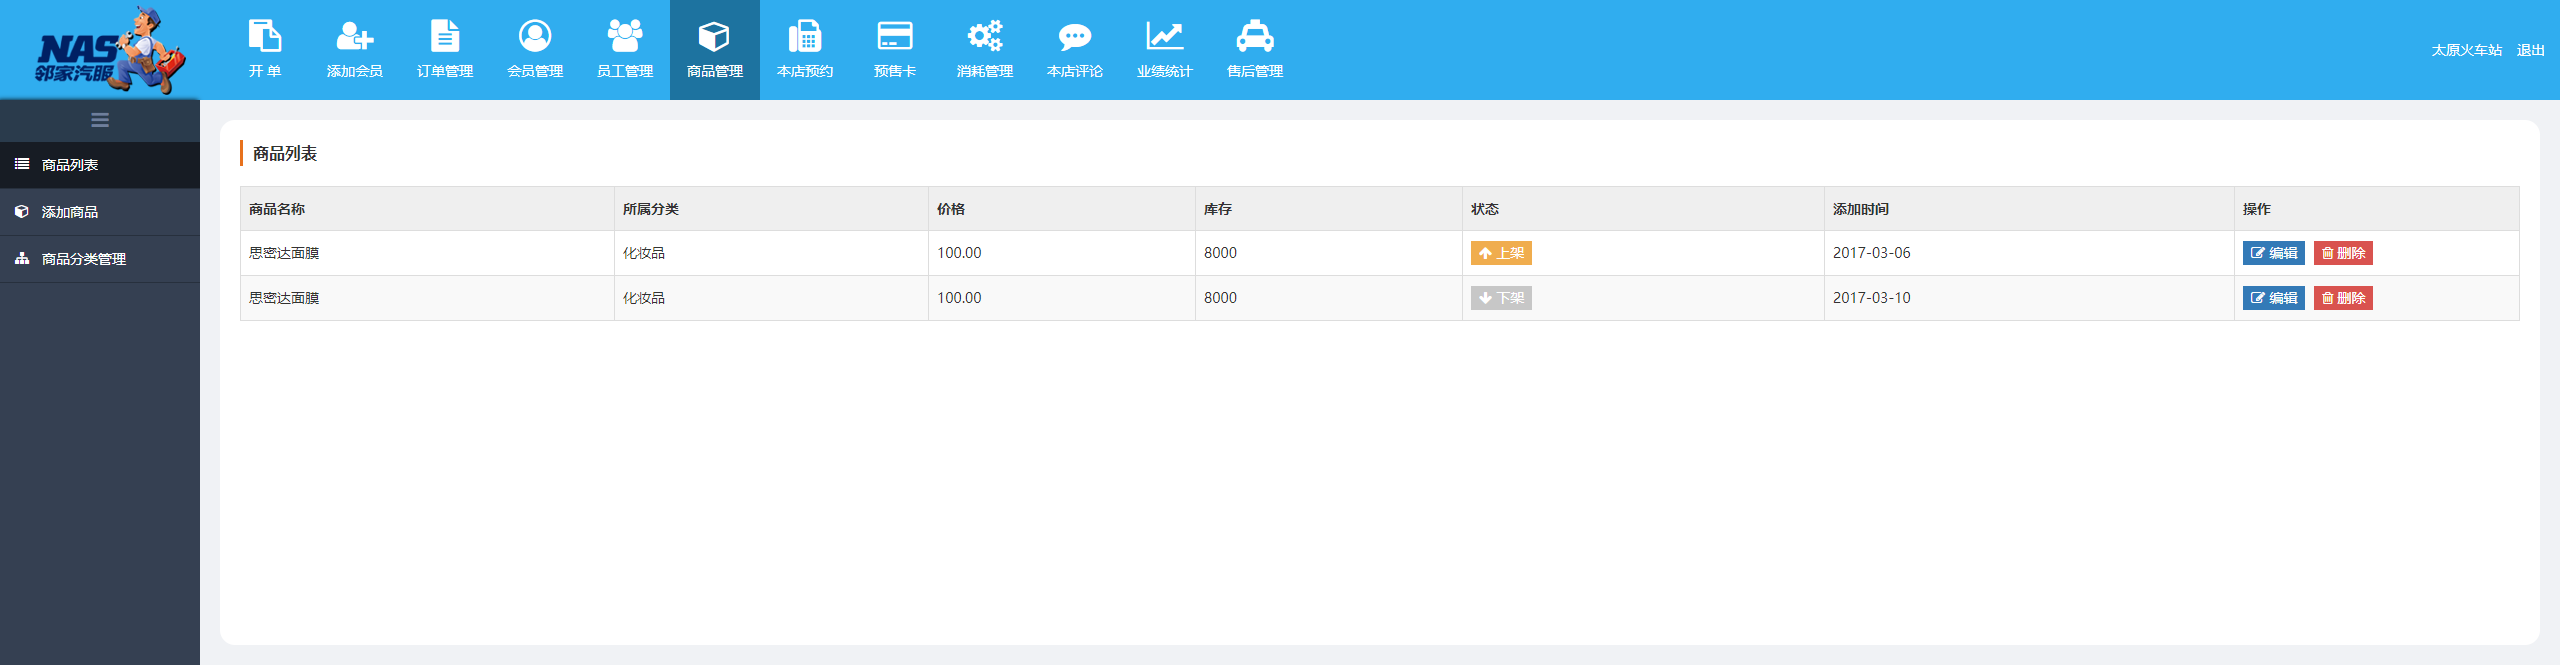 NAS
邻家汽服
开 单 添加会员 订单管理 会员管理 员工管理 商品管理 本店预约 预售卡 消耗管理 本店评论 业绩统计 售后管理
太原火车站 退出
商品列表
添加商品
商品分类管理
商品列表
商品名称 所属分类 价格 库存 状态 添加时间 操作
思密达面膜 化妆品 100.00 8000 上架 2017-03-06 编辑 删除
思密达面膜 化妆品 100.00 8000 下架 2017-03-10 编辑 删除